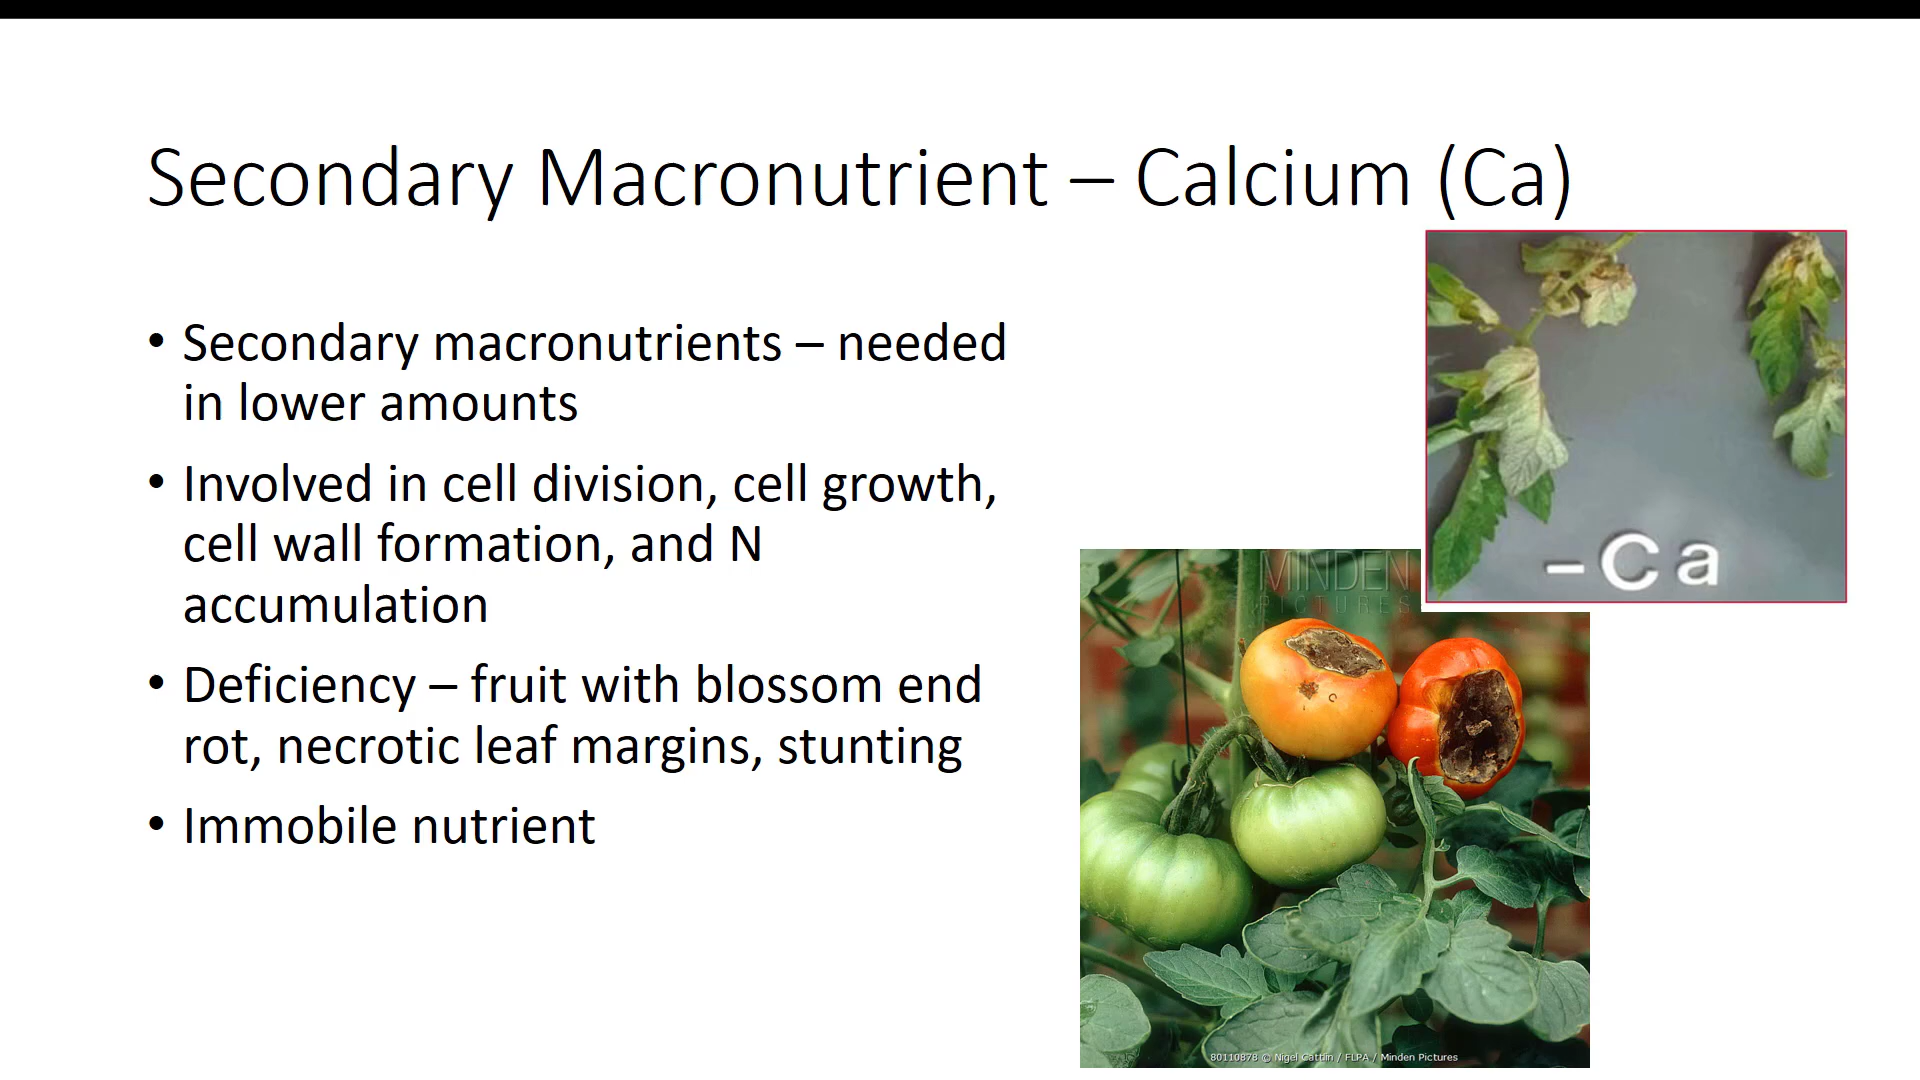 Secondary Macronutrient – Calcium (Ca)
• Secondary macronutrients – needed
in lower amounts
• Involved in cell division, cell growth,
cell wall formation, and N
accumulation
• Deficiency – fruit with blossom end
rot, necrotic leaf margins, stunting
• Immobile nutrient
– Ca
MINDEN
PICTURES
80110878 © Nigel Cattlin / FLPA / Minden Pictures